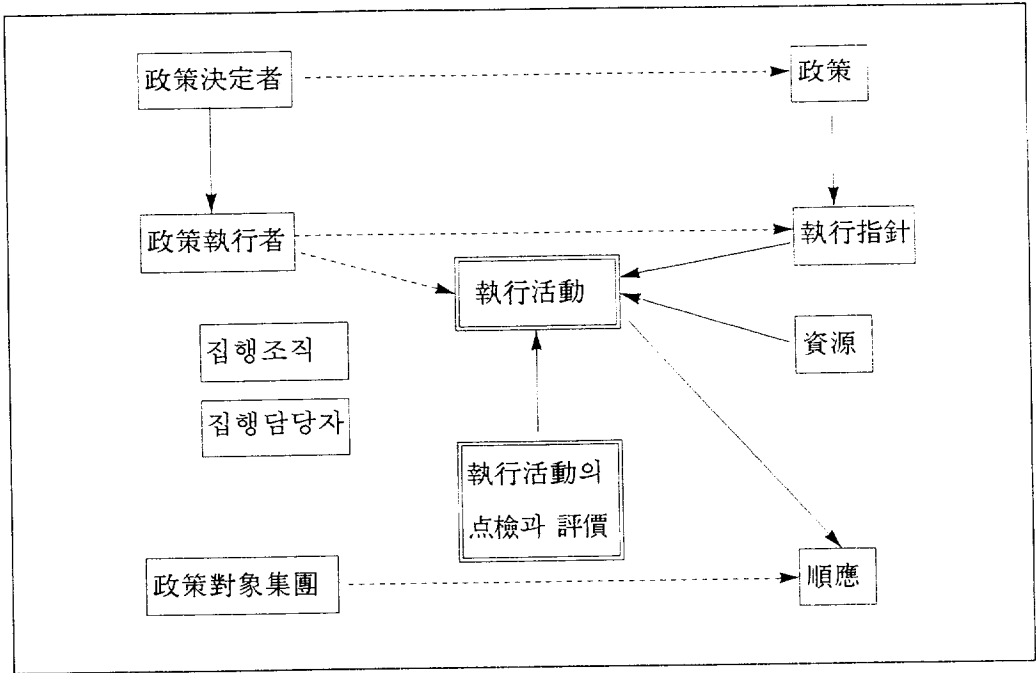 政策決定者
政策
政策執行者
執行指針
執行活動
집행조직
資源
집행담당자
執行活動의
点檢과 評價
政策對象集團
順應